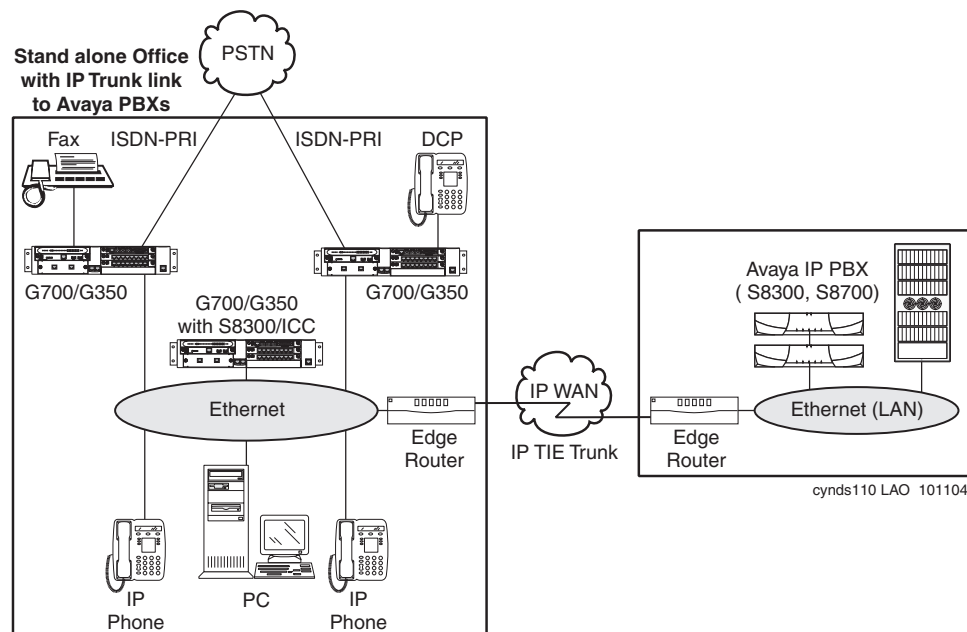 Stand alone Office
with IP Trunk link
to Avaya PBXs
PSTN
Fax
ISDN-PRI
ISDN-PRI
DCP
G700/G350
G700/G350
G700/G350
with S8300/ICC
Ethernet
Edge
Router
IP WAN
IP TIE Trunk
Edge
Router
Avaya IP PBX
( S8300, S8700)
Ethernet (LAN)
IP
Phone
PC
IP
Phone
cynds110 LAO 101104